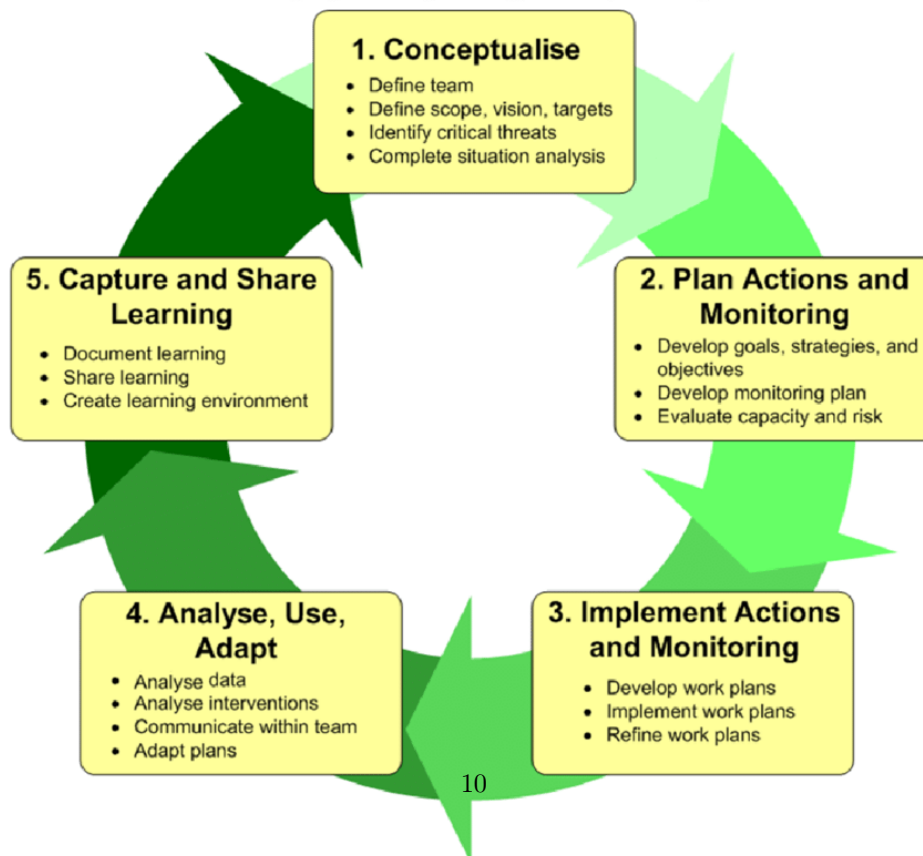 1. Conceptualise
• Define team
• Define scope, vision, targets
• Identify critical threats
• Complete situation analysis
2. Plan Actions and
Monitoring
• Develop goals, strategies, and
objectives
• Develop monitoring plan
• Evaluate capacity and risk
3. Implement Actions
and Monitoring
• Develop work plans
• Implement work plans
• Refine work plans
4. Analyse, Use,
Adapt
• Analyse data
• Analyse interventions
• Communicate within team
• Adapt plans
5. Capture and Share
Learning
• Document learning
• Share learning
• Create learning environment
10